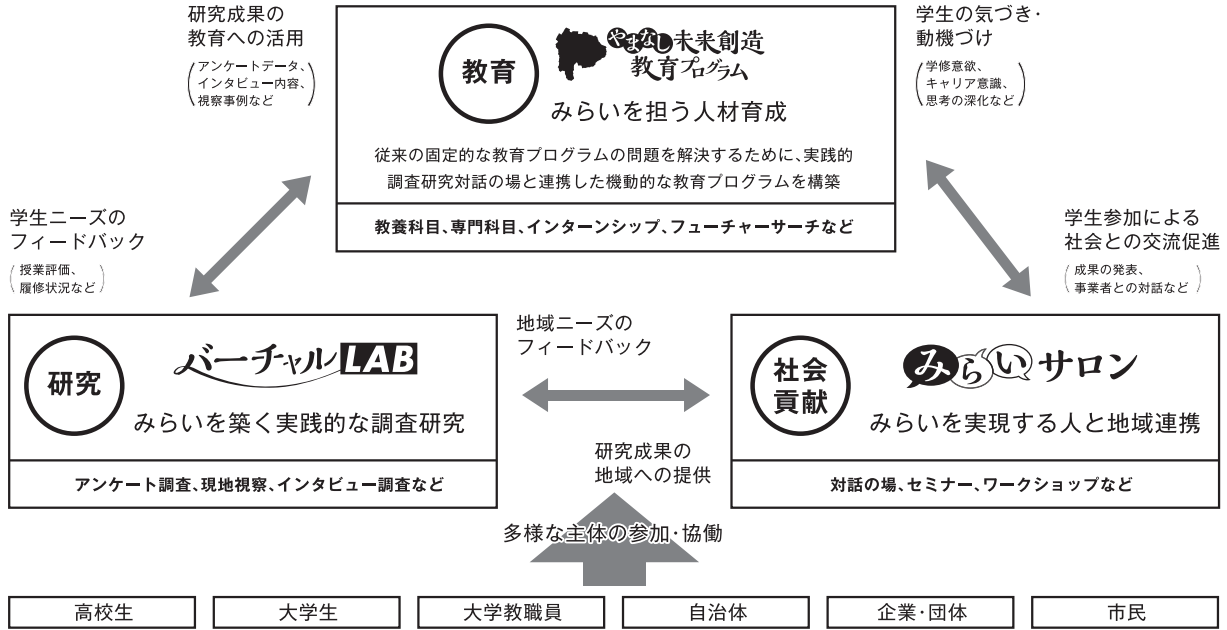 研究成果の
教育への活用
アンケートデータ、
インタビュー内容、
視察事例など
教育
やまなし未来創造
教育プログラム
みらいを担う人材育成
従来の固定的な教育プログラムの問題を解決するために、実践的
調査研究対話の場と連携した機動的な教育プログラムを構築
教養科目、専門科目、インターンシップ、フューチャーサーチなど
学生の気づき・
動機づけ
学修意欲、
キャリア意識、
思考の深化など
学生ニーズの
フィードバック
授業評価、
履修状況など
学生参加による
社会との交流促進
成果の発表、
事業者との対話など
研究
バーチャルLAB
みらいを築く実践的な調査研究
アンケート調査、現地視察、インタビュー調査など
地域ニーズの
フィードバック
研究成果の
地域への提供
社会
貢献
みらいサロン
みらいを実現する人と地域連携
対話の場、セミナー、ワークショップなど
多様な主体の参加・協働
高校生
大学生
大学教職員
自治体
企業・団体
市民